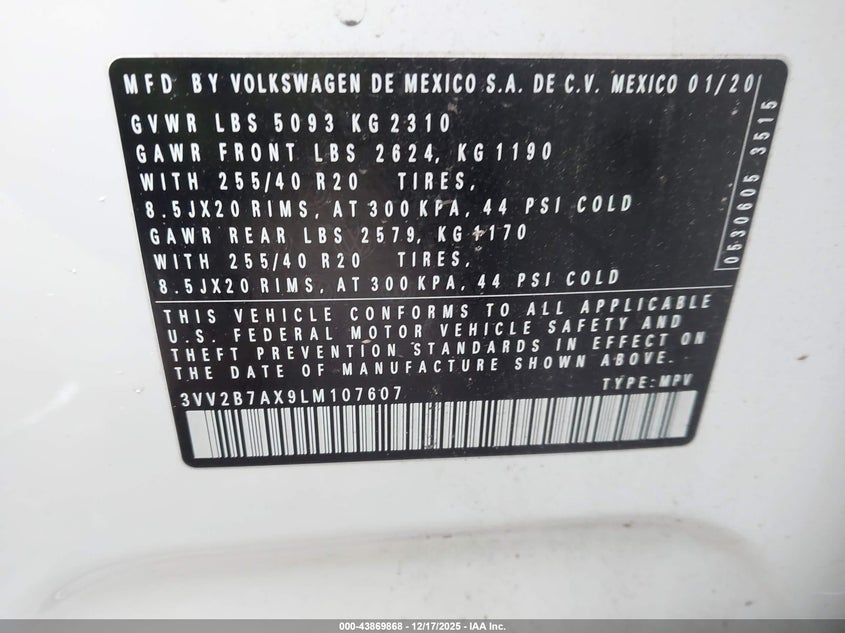 MFD BY VOLKSWAGEN DE MEXICO S.A. DE C.V. MEXICO 01/20
GVWR LBS 5093 KG 2310
GAWR FRONT LBS 2624, KG 1190
WITH 255/40 R20 TIRES,
8.5JX20 RIMS, AT 300 KPA, 44 PSI COLD
GAWR REAR LBS 2579, KG 1170
WITH 255/40 R20 TIRES,
8.5JX20 RIMS, AT 300 KPA, 44 PSI COLD
0530605 3515
THIS VEHICLE CONFORMS TO ALL APPLICABLE
U.S. FEDERAL MOTOR VEHICLE SAFETY AND
THEFT PREVENTION STANDARDS IN EFFECT ON
THE DATE OF MANUFACTURE SHOWN ABOVE.
3VV2B7AX9LM107607
TYPE: MPV
000-43869868 - 12/17/2025 - IAA Inc.